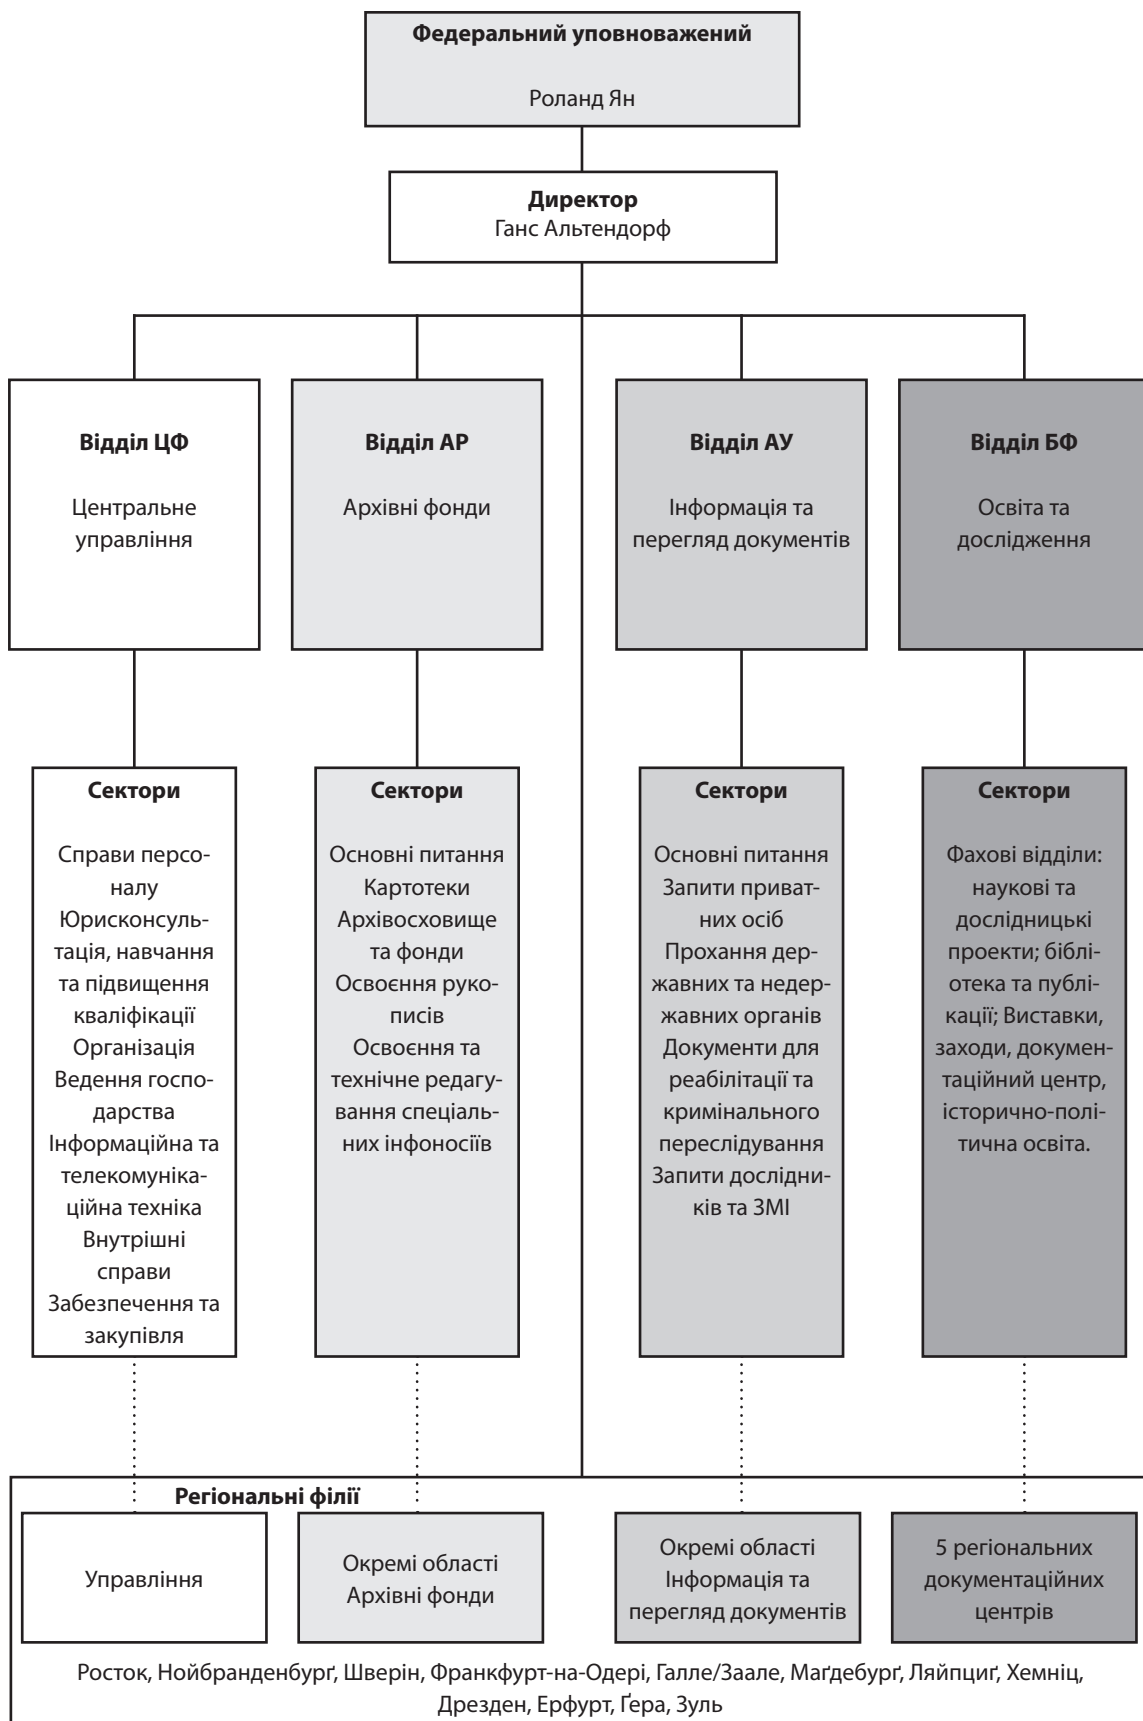 Федеральний уповноважений
Роланд Ян
Директор
Ганс Альтендорф
Відділ ЦФ
Центральне
управління
Відділ АР
Архівні фонди
Відділ АУ
Інформація та
перегляд документів
Відділ БФ
Освіта та
дослідження
Сектори
Справи персо-
налу
Юрисконсуль-
тація, навчання
та підвищення
кваліфікації
Організація
Ведення госпо-
дарства
Інформаційна та
телекомуніка-
ційна техніка
Внутрішні
справи
Забезпечення та
закупівля
Сектори
Основні питання
Картотеки
Архівосховище
та фонди
Освоєння руко-
писів
Освоєння та
технічне редагу-
вання спеціаль-
них інфоносіїв
Сектори
Основні питання
Запити приват-
них осіб
Прохання дер-
жавних та недер-
жавних органів
Документи для
реабілітації та
кримінального
переслідування
Запити дослідни-
ків та ЗМІ
Сектори
Фахові відділи:
наукові та
дослідницькі
проекти; біблі-
отека та публі-
кації; Виставки,
заходи, докумен-
таційний центр,
історично-полі-
тична освіта.
Регіональні філії
Управління
Окремі області
Архівні фонди
Окремі області
Інформація та
перегляд документів
5 регіональних
документаційних
центрів
Росток, Нойбранденбурґ, Шверін, Франкфурт-на-Одері, Галле/Заале, Маґдебурґ, Ляйпциґ, Хемніц,
Дрезден, Ерфурт, Ґера, Зуль